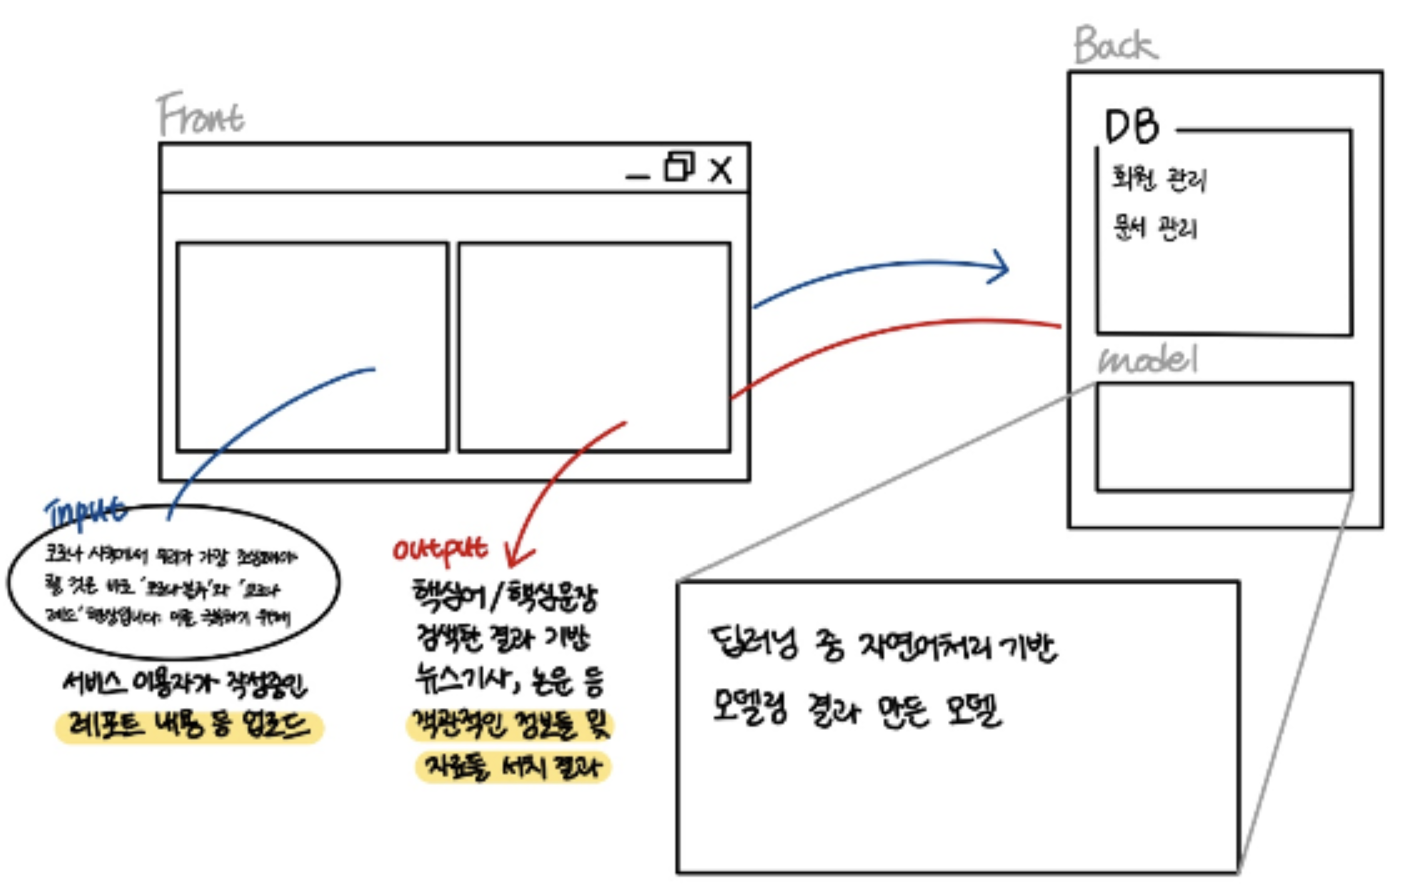 Front
Back
DB
회원 관리
문서 관리
model
input
코로나 시대에서 우리가 가장 조심해야
할 것은 바로 '코로나블루'와 '코로나
레드' 현상입니다. 이를 극복하기 위해
서비스 이용자가 작성중인
레포트 내용 등 업로드
output
핵심어/핵심문장
검색한 결과 기반
뉴스기사, 논문 등
객관적인 정보들 및
자료들 서치 결과
딥러닝 중 자연어처리 기반
모델링 결과 만든 모델